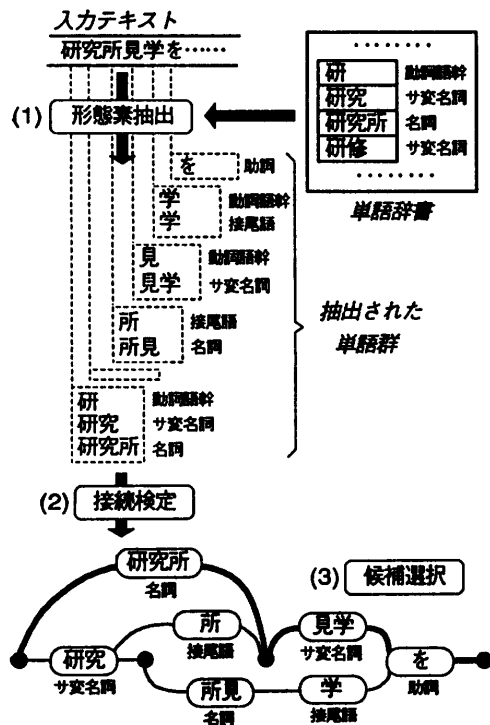 入力テキスト
研究所見学を……
(1) 形態素抽出
........
研 動詞語幹
研究 サ変名詞
研究所 名詞
研修 サ変名詞
........
単語辞書
を 助詞
学 動詞語幹
学 接尾語
見 動詞語幹
見学 サ変名詞
所 接尾語
所見 名詞
研 動詞語幹
研究 サ変名詞
研究所 名詞
抽出された
単語群
(2) 接続検定
(3) 候補選択
研究所
名詞
所
接尾語
見学
サ変名詞
研究
サ変名詞
を
助詞
所見
名詞
学
接尾語